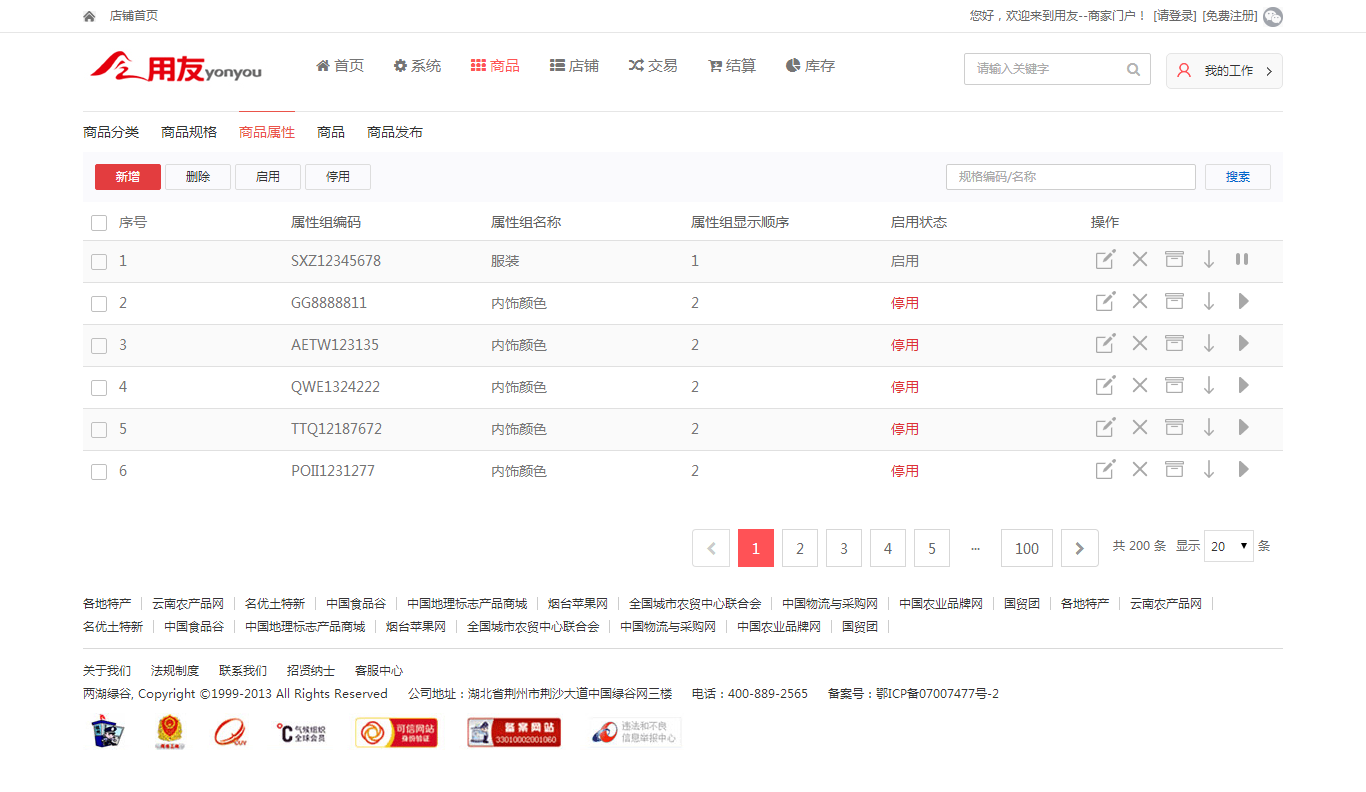 店铺首页 您好，欢迎来到用友--商家门户！ [请登录] [免费注册]
用友yonyou 首页 系统 商品 店铺 交易 结算 库存 请输入关键字 我的工作
商品分类 商品规格 商品属性 商品 商品发布
新增 删除 启用 停用 规格编码/名称 搜索
序号 属性组编码 属性组名称 属性组显示顺序 启用状态 操作
1 SXZ12345678 服装 1 启用
2 GG8888811 内饰颜色 2 停用
3 AETW123135 内饰颜色 2 停用
4 QWE1324222 内饰颜色 2 停用
5 TTQ12187672 内饰颜色 2 停用
6 POII1231277 内饰颜色 2 停用
1 2 3 4 5 ... 100 共 200 条 显示 20 条
各地特产 云南农产品网 名优土特新 中国食品谷 中国地理标志产品商城 烟台苹果网 全国城市农贸中心联合会 中国物流与采购网 中国农业品牌网 国贸团 各地特产 云南农产品网
名优土特新 中国食品谷 中国地理标志产品商城 烟台苹果网 全国城市农贸中心联合会 中国物流与采购网 中国农业品牌网 国贸团
关于我们 法规制度 联系我们 招贤纳士 客服中心
两湖绿谷, Copyright ©1999-2013 All Rights Reserved 公司地址：湖北省荆州市荆沙大道中国绿谷网三楼 电话：400-889-2565 备案号：鄂ICP备07007477号-2
°C 气候组织 可信网站 备案网站 违法和不良
全球会员 身份验证 33010002001060 信息举报中心